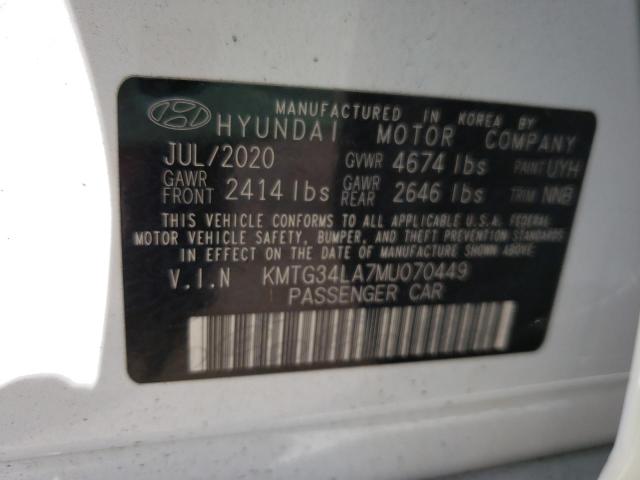 MANUFACTURED IN KOREA BY
HYUNDAI MOTOR COMPANY
JUL/2020 GVWR 4674 lbs PAINT UYH
GAWR FRONT 2414 lbs GAWR REAR 2646 lbs TRIM NNB
THIS VEHICLE CONFORMS TO ALL APPLICABLE U.S.A. FEDERAL
MOTOR VEHICLE SAFETY, BUMPER, AND THEFT PREVENTION STANDARDS
IN EFFECT ON THE DATE OF MANUFACTURE SHOWN ABOVE.
V.I.N KMTG34LA7MU070449
PASSENGER CAR